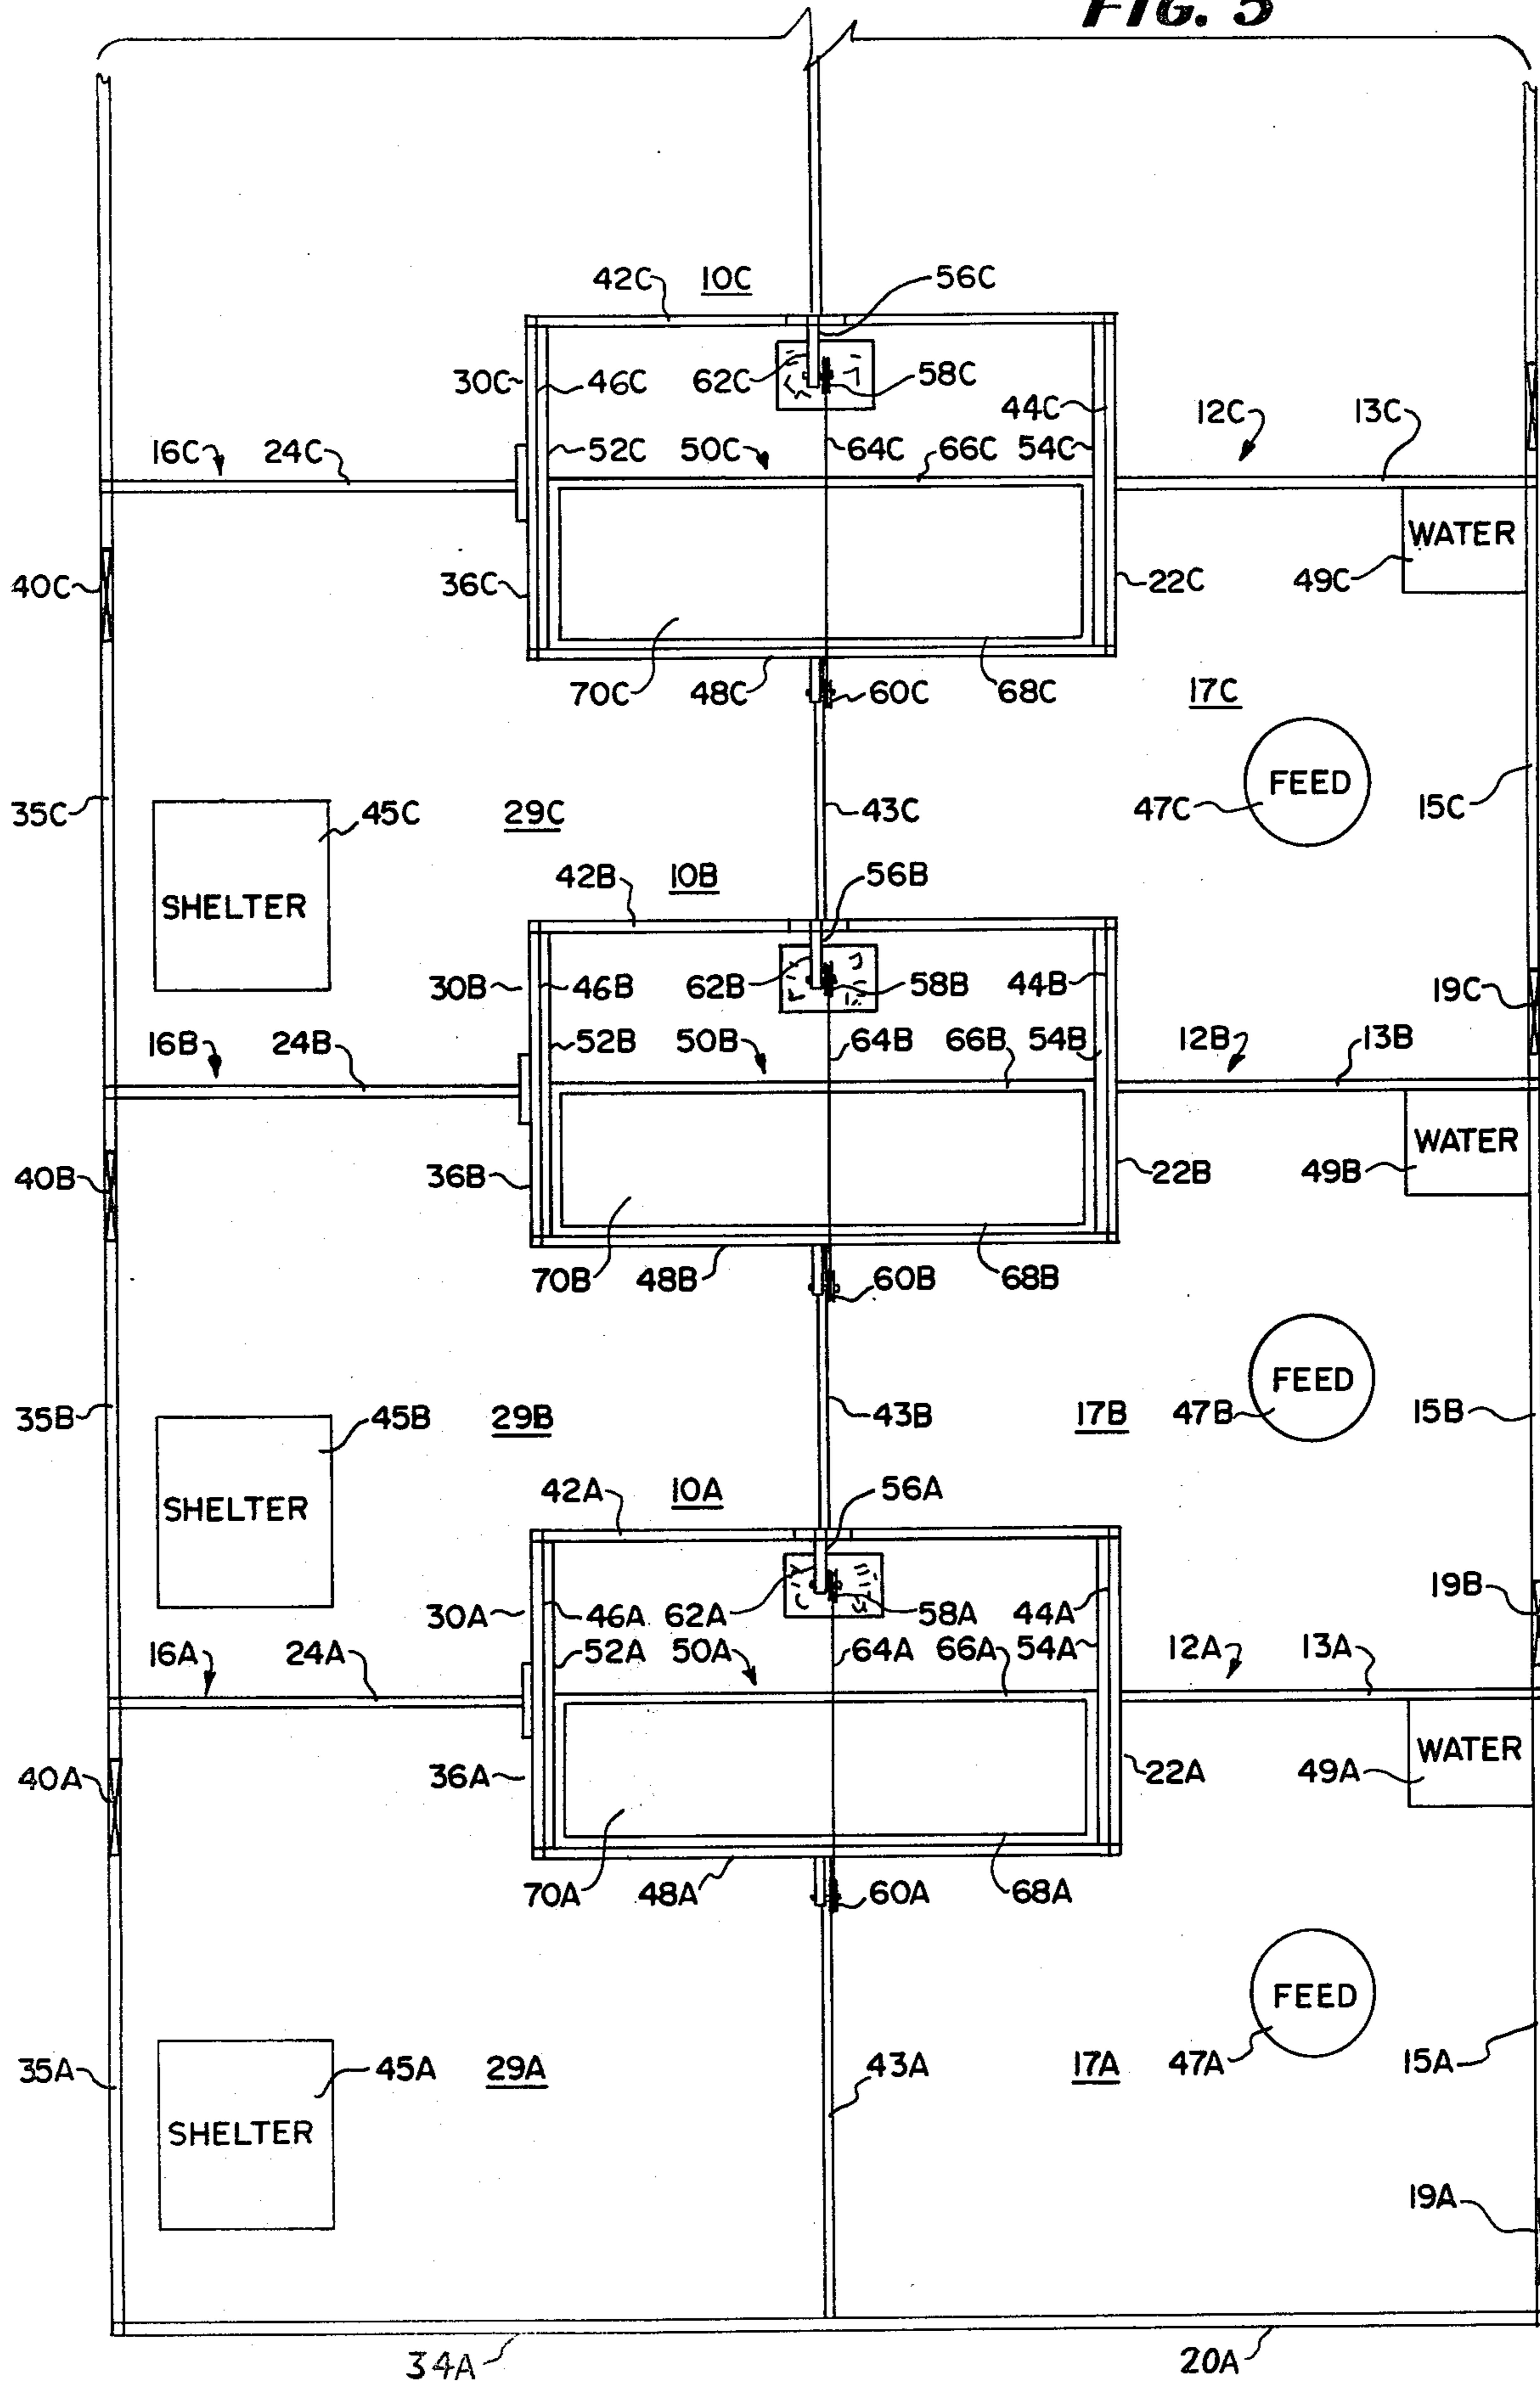 FIG. 5
42C 10C 56C
30C 46C 62C 58C 44C 12C 13C
16C 24C 52C 50C 64C 66C 54C
WATER
40C 36C 22C 49C
70C 48C 60C 68C 17C
35C 45C 29C 43C 47C FEED 15C
SHELTER
42B 10B 56B
30B 46B 62B 58B 44B 19C
16B 24B 52B 50B 64B 66B 54B 12B 13B
WATER
40B 36B 22B 49B
70B 48B 60B 68B
FEED
35B 45B 29B 43B 17B 47B 15B
SHELTER
42A 10A 56A
30A 46A 62A 58A 44A 19B
16A 24A 52A 50A 64A 66A 54A 12A 13A
WATER
40A 36A 22A 49A
70A 48A 60A 68A
FEED
35A 45A 29A 43A 17A 47A 15A
SHELTER
19A
34A 20A